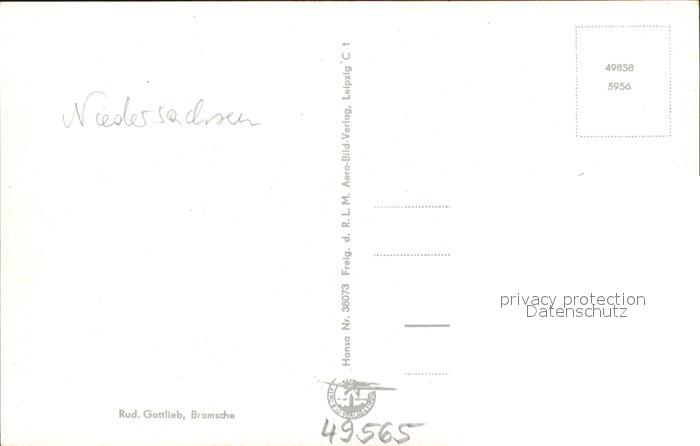 Niedersachsen
Rud. Gottlieb, Bramsche
Hansa Nr. 38073 Freig. d. R. L. M. Aero-Bild-Verlag, Leipzig C 1
49565
49858
5956
privacy protection
Datenschutz